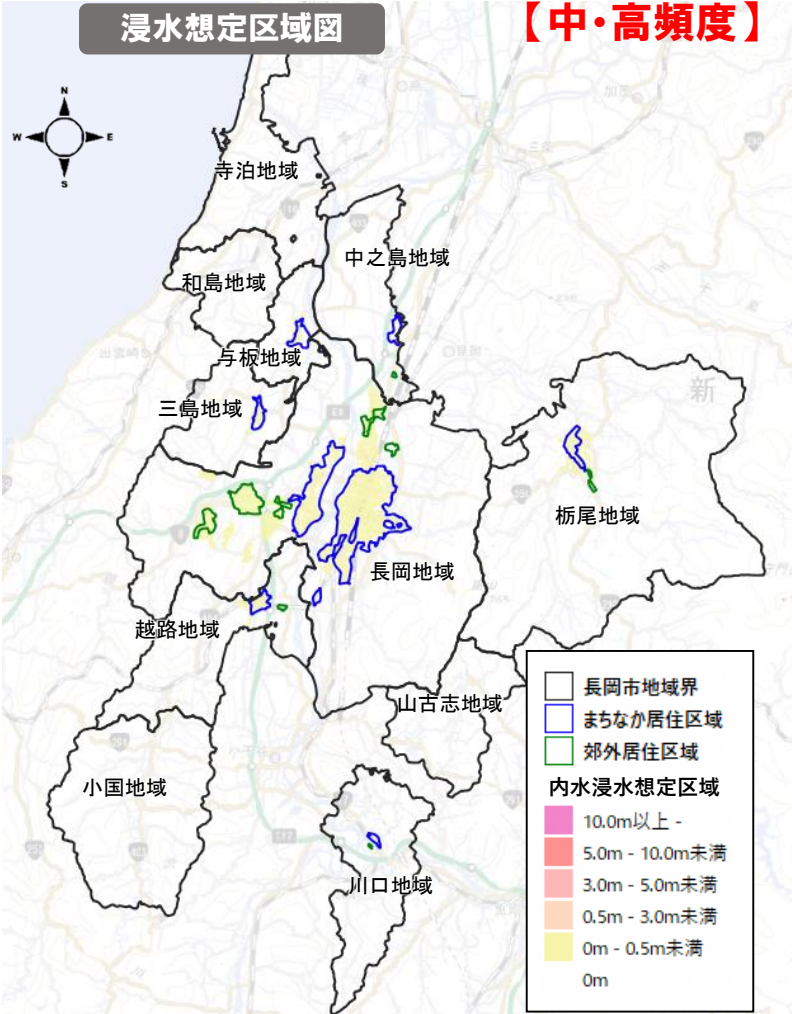 浸水想定区域図
【中・高頻度】
N
W
E
S
寺泊地域
中之島地域
和島地域
与板地域
三島地域
新
栃尾地域
長岡地域
越路地域
山古志地域
小国地域
川口地域
長岡市地域界
まちなか居住区域
郊外居住区域
内水浸水想定区域
10.0m以上 -
5.0m - 10.0m未満
3.0m - 5.0m未満
0.5m - 3.0m未満
0m - 0.5m未満
0m